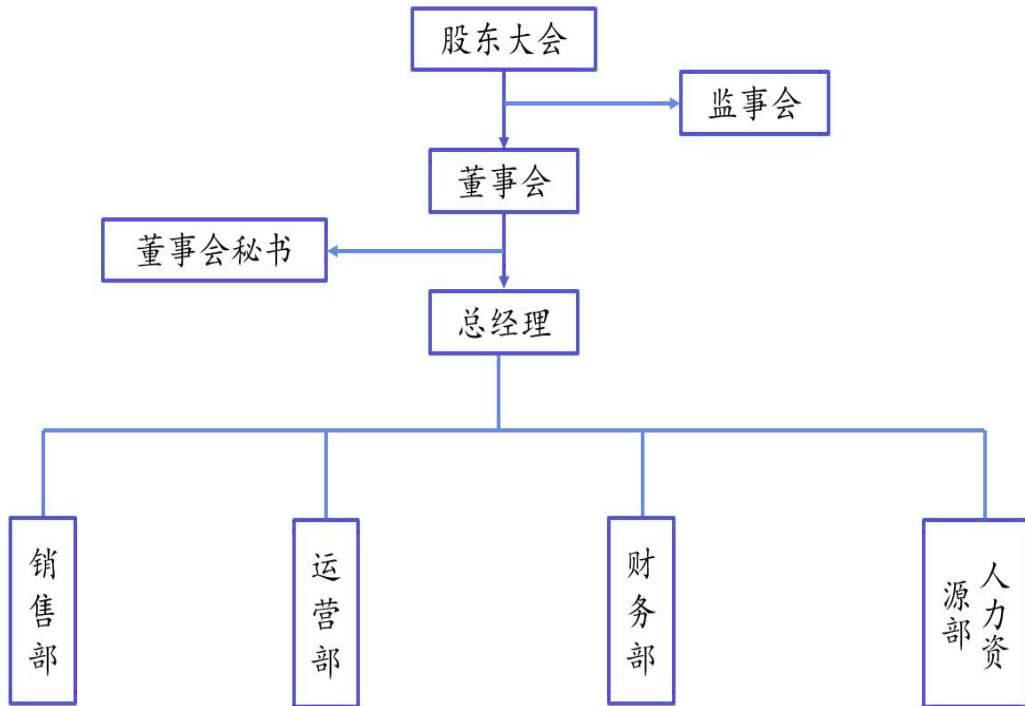 股东大会
监事会
董事会
董事会秘书
总经理
销售部
运营部
财务部
人力资
源部